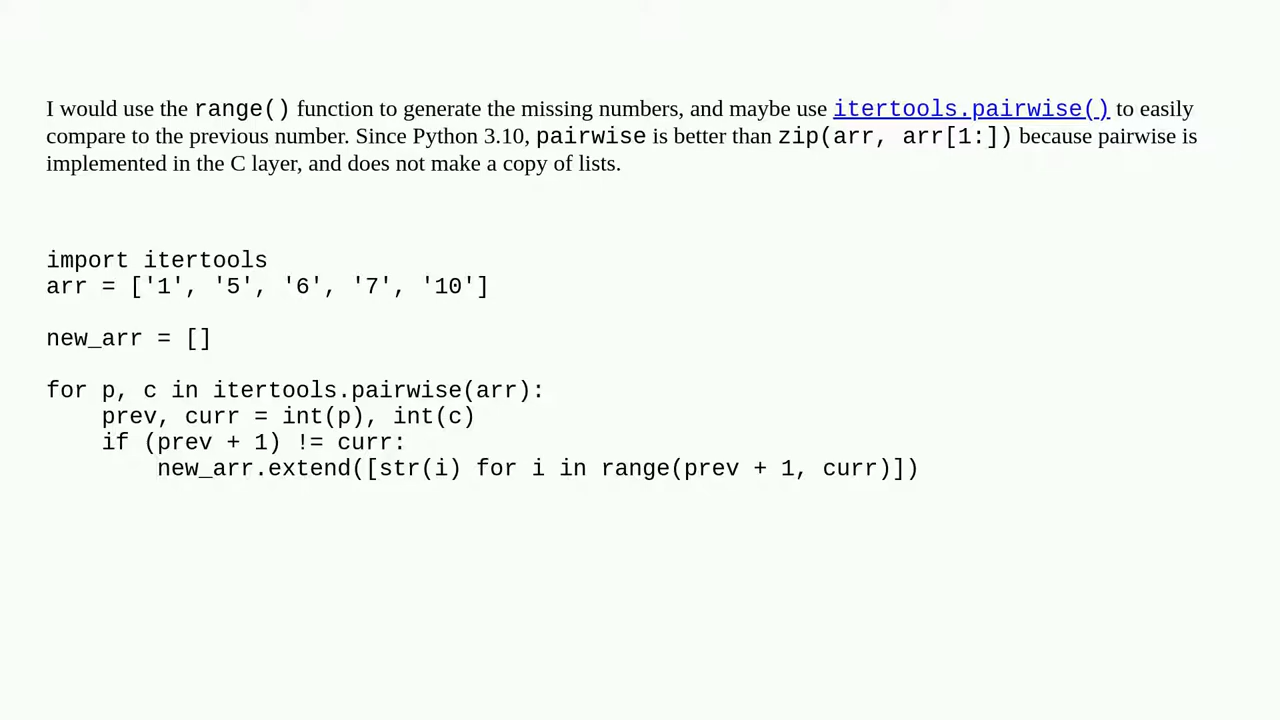 I would use the range() function to generate the missing numbers, and maybe use itertools.pairwise() to easily
compare to the previous number. Since Python 3.10, pairwise is better than zip(arr, arr[1:]) because pairwise is
implemented in the C layer, and does not make a copy of lists.
import itertools
arr = ['1', '5', '6', '7', '10']
new_arr = []
for p, c in itertools.pairwise(arr):
    prev, curr = int(p), int(c)
    if (prev + 1) != curr:
        new_arr.extend([str(i) for i in range(prev + 1, curr)])